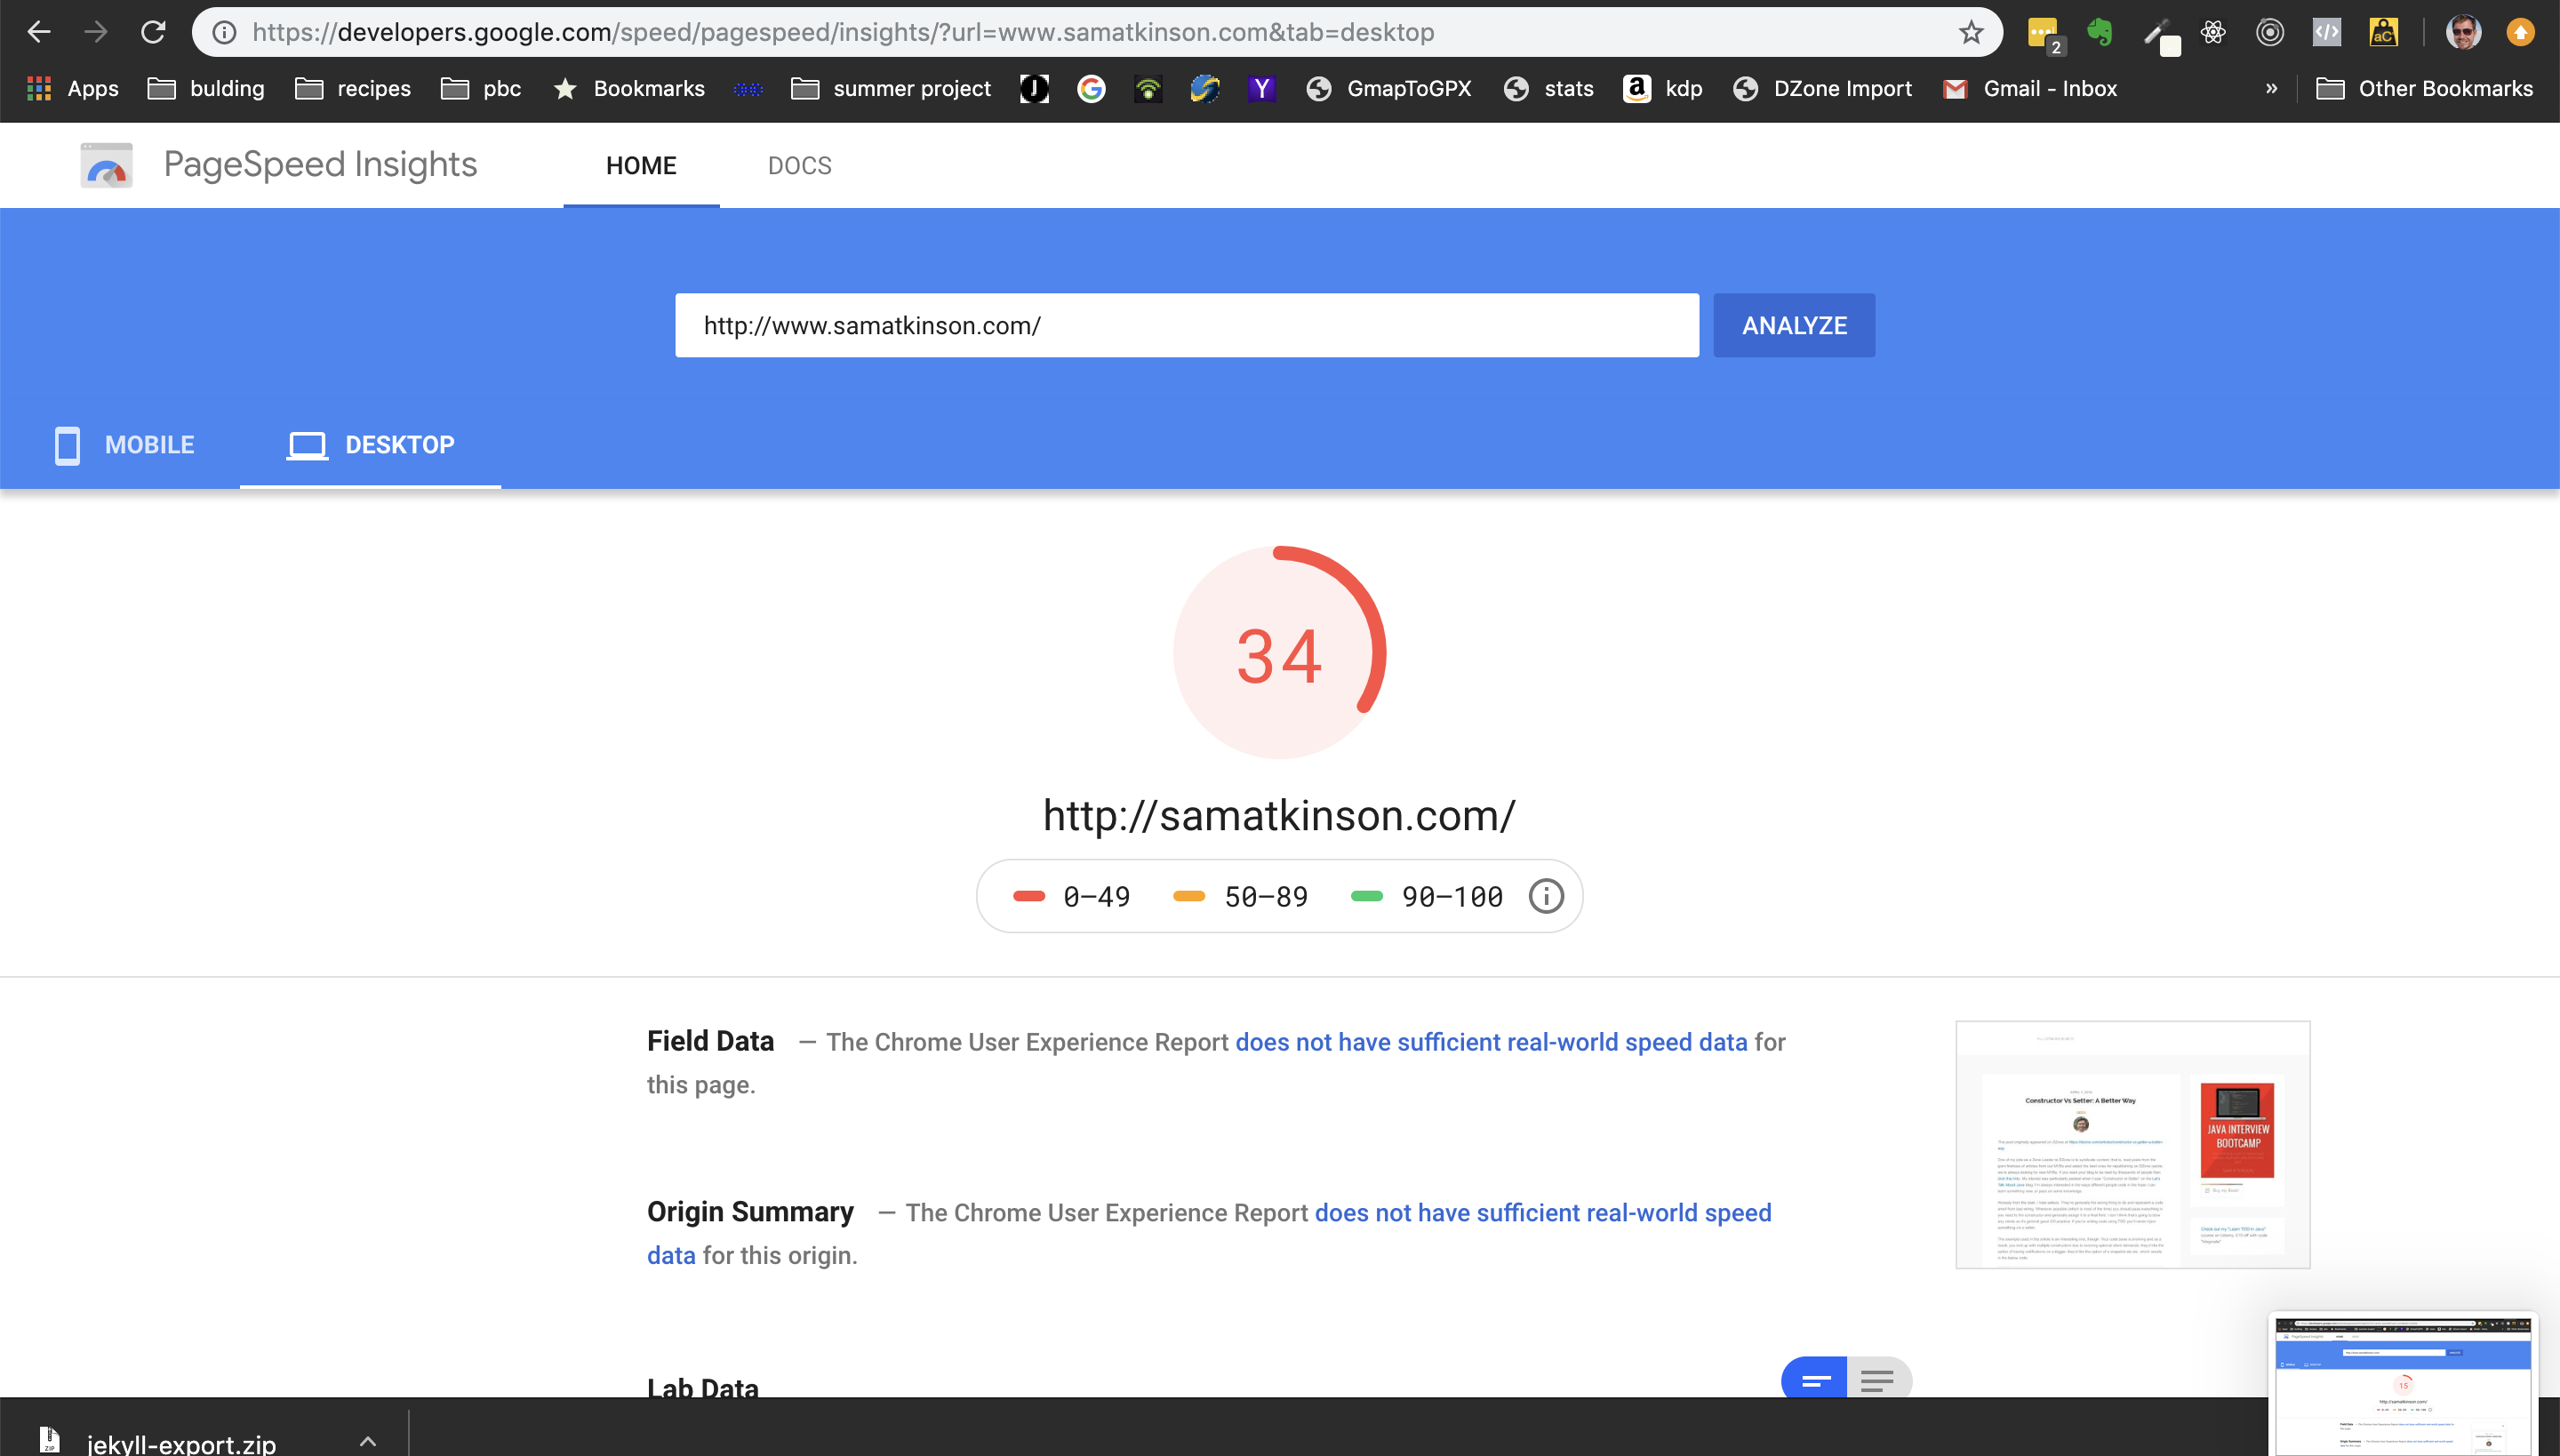 https://developers.google.com/speed/pagespeed/insights/?url=www.samatkinson.com&tab=desktop
2
Apps bulding recipes pbc Bookmarks summer project GmapToGPX stats kdp DZone Import Gmail - Inbox » Other Bookmarks
PageSpeed Insights HOME DOCS
http://www.samatkinson.com/ ANALYZE
MOBILE DESKTOP
34
http://samatkinson.com/
0–49 50–89 90–100
Field Data — The Chrome User Experience Report does not have sufficient real-world speed data for
this page.
Constructor Vs Setter: A Better Way
JAVA INTERVIEW
BOOTCAMP
Origin Summary — The Chrome User Experience Report does not have sufficient real-world speed
data for this origin.
Lab Data
15
jekyll-export.zip